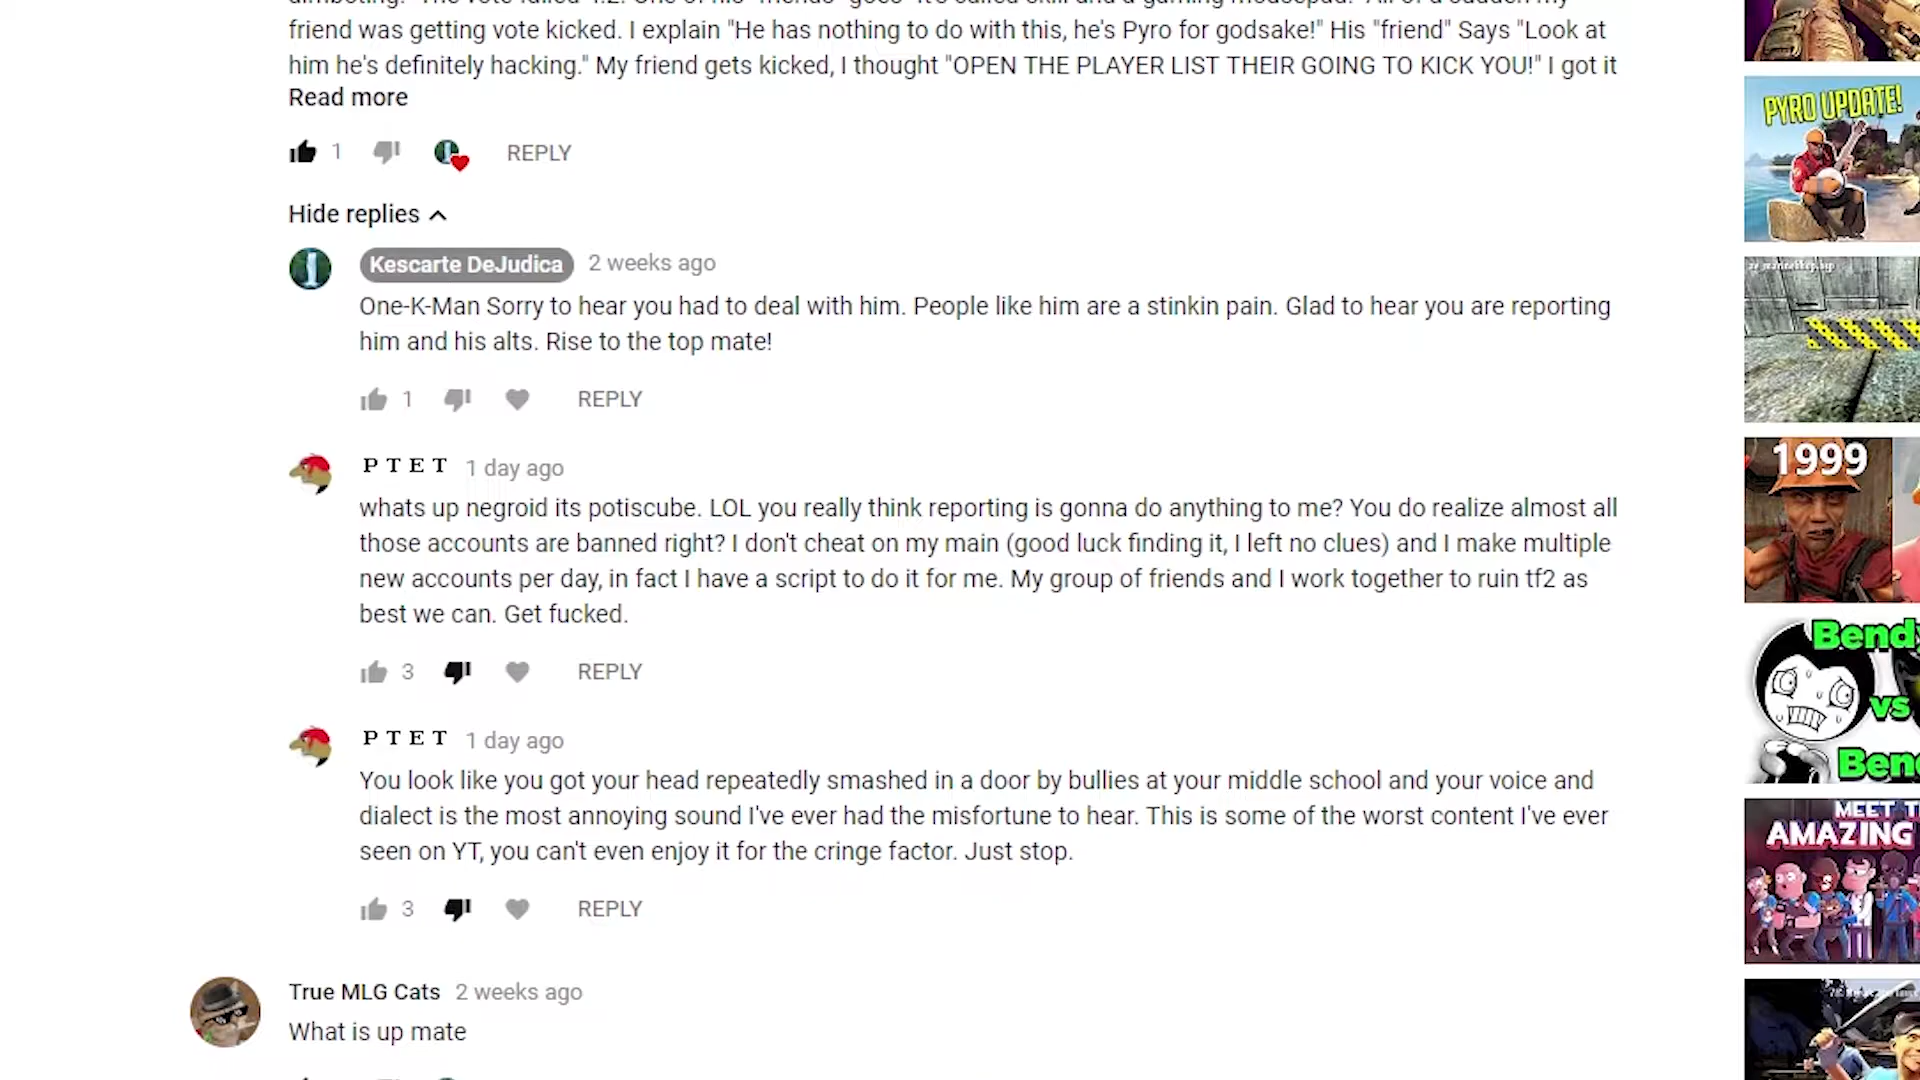 friend was getting vote kicked. I explain "He has nothing to do with this, he's Pyro for godsake!" His "friend" Says "Look at
him he's definitely hacking." My friend gets kicked, I thought "OPEN THE PLAYER LIST THEIR GOING TO KICK YOU!" I got it
Read more
1 REPLY
Hide replies
Kescarte DeJudica 2 weeks ago
One-K-Man Sorry to hear you had to deal with him. People like him are a stinkin pain. Glad to hear you are reporting
him and his alts. Rise to the top mate!
1 REPLY
P T E T 1 day ago
whats up negroid its potiscube. LOL you really think reporting is gonna do anything to me? You do realize almost all
those accounts are banned right? I don't cheat on my main (good luck finding it, I left no clues) and I make multiple
new accounts per day, in fact I have a script to do it for me. My group of friends and I work together to ruin tf2 as
best we can. Get fucked.
3 REPLY
P T E T 1 day ago
You look like you got your head repeatedly smashed in a door by bullies at your middle school and your voice and
dialect is the most annoying sound I've ever had the misfortune to hear. This is some of the worst content I've ever
seen on YT, you can't even enjoy it for the cringe factor. Just stop.
3 REPLY
True MLG Cats 2 weeks ago
What is up mate
PYRO UPDATE!
1999
Bendy
vs
Ben
MEET T
AMAZING